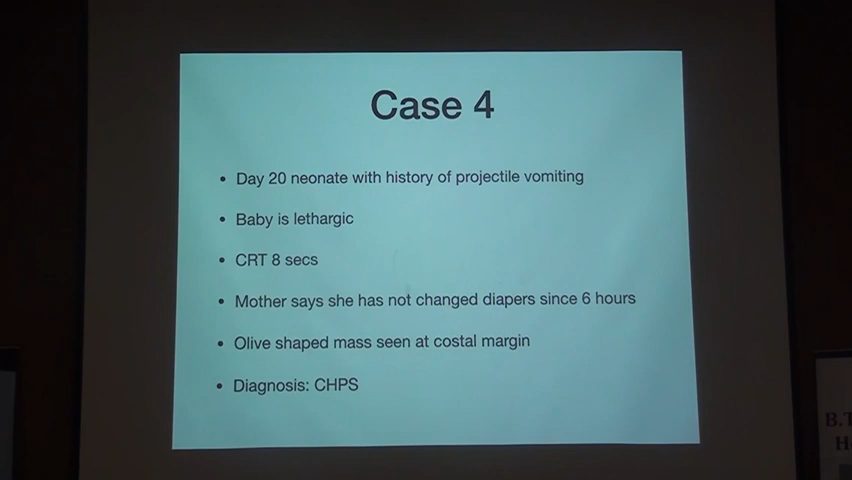 Case 4
• Day 20 neonate with history of projectile vomiting
• Baby is lethargic
• CRT 8 secs
• Mother says she has not changed diapers since 6 hours
• Olive shaped mass seen at costal margin
• Diagnosis: CHPS